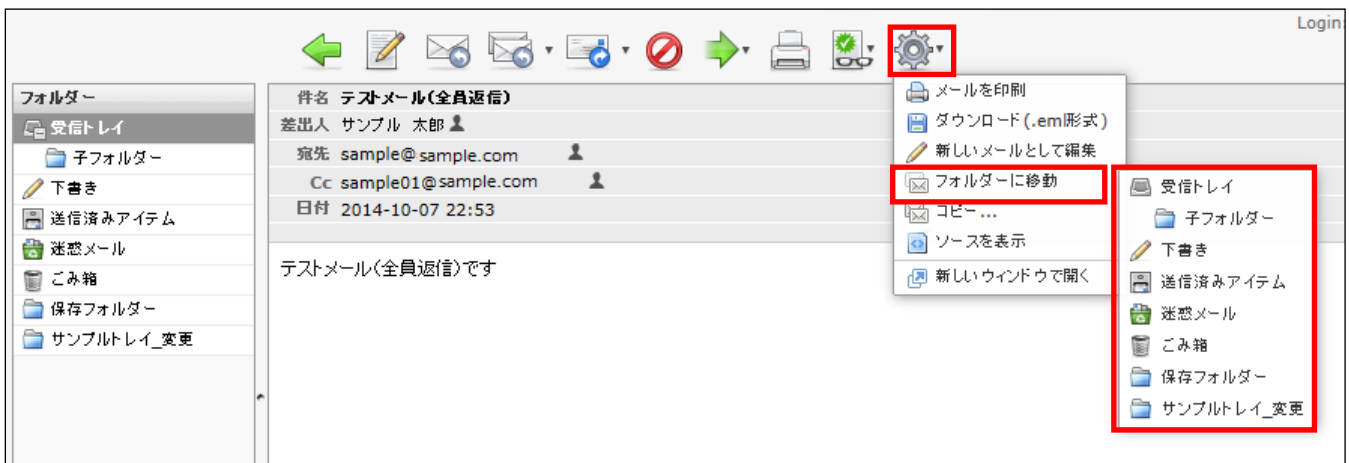 Login:
フォルダー
受信トレイ
子フォルダー
下書き
送信済みアイテム
迷惑メール
ごみ箱
保存フォルダー
サンプルトレイ_変更
件名 テストメール(全員返信)
差出人 サンプル 太郎
宛先 sample@sample.com
Cc sample01@sample.com
日付 2014-10-07 22:53
テストメール(全員返信)です
メールを印刷
ダウンロード(.eml形式)
新しいメールとして編集
フォルダーに移動
コピー...
ソースを表示
新しいウィンドウで開く
受信トレイ
子フォルダー
下書き
送信済みアイテム
迷惑メール
ごみ箱
保存フォルダー
サンプルトレイ_変更